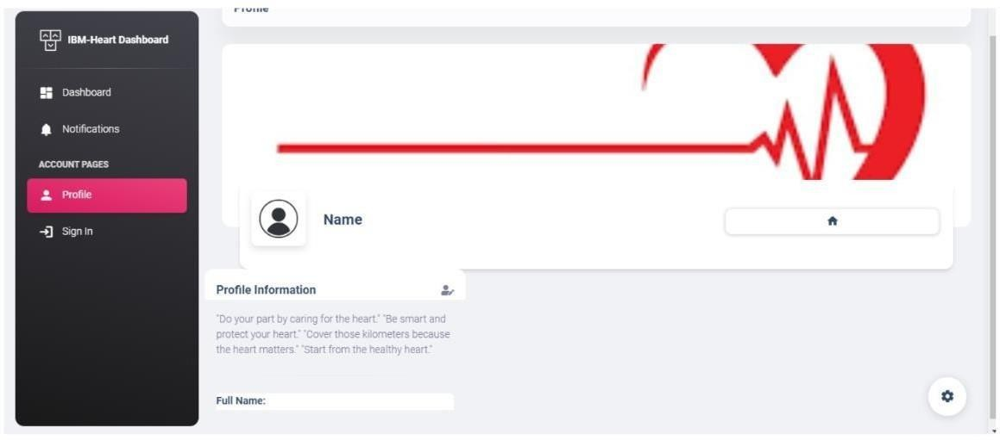 Profile
IBM-Heart Dashboard
Dashboard
Notifications
ACCOUNT PAGES
Profile
Sign In
Name
Profile Information
"Do your part by caring for the heart." "Be smart and
protect your heart." "Cover those kilometers because
the heart matters." "Start from the healthy heart."
Full Name: